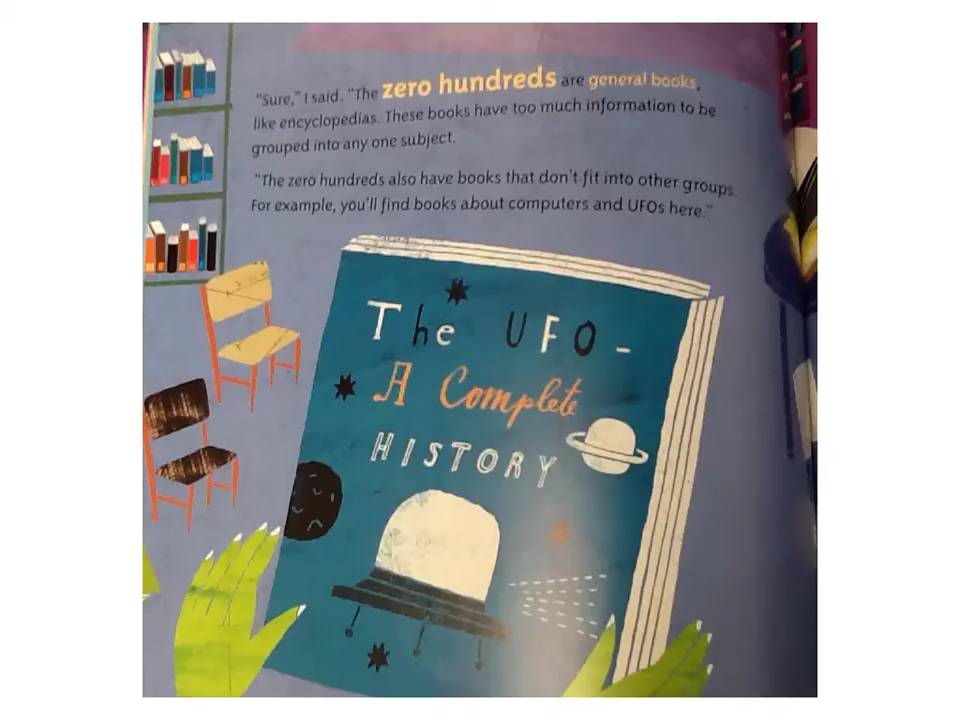 "Sure," I said. "The zero hundreds are general books,
like encyclopedias. These books have too much information to be
grouped into any one subject.
"The zero hundreds also have books that don't fit into other groups.
For example, you'll find books about computers and UFOs here."
The UFO –
A Complete
HISTORY